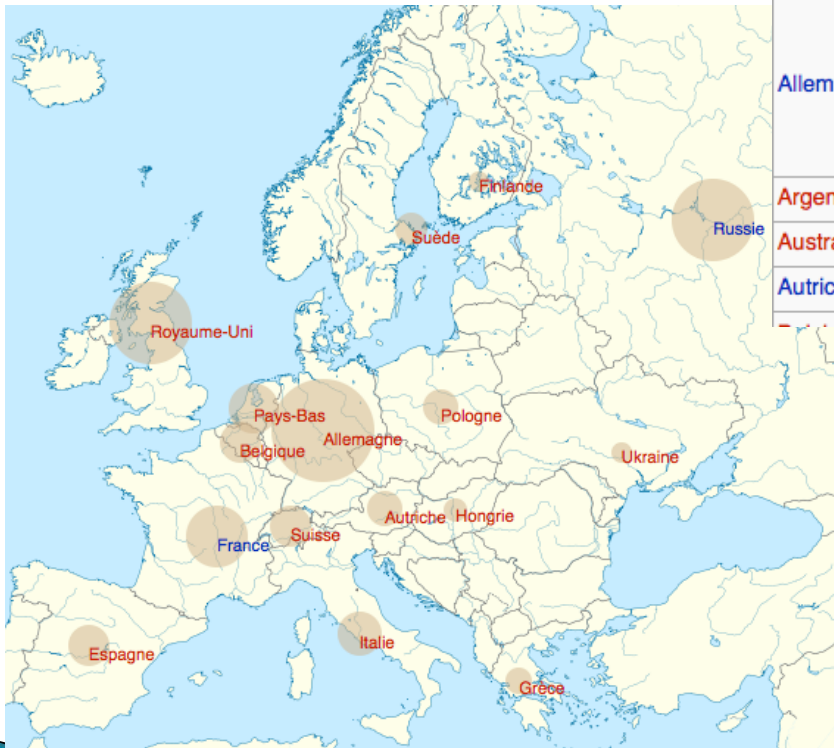 Allem
Finlande
Argen
Russie
Suède
Austra
Autric
Royaume-Uni
Pays-Bas
Pologne
Allemagne
Belgique
Ukraine
Autriche
Hongrie
Suisse
France
Italie
Espagne
Grèce